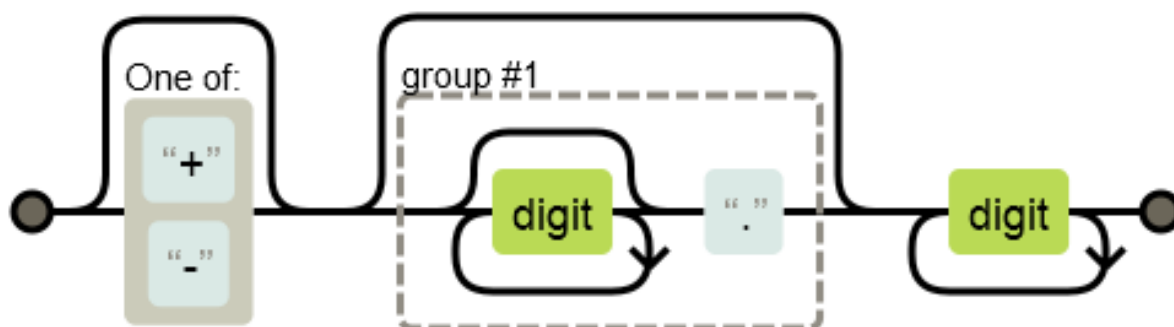 One of:
“+”
“-”
group #1
digit
“.”
digit